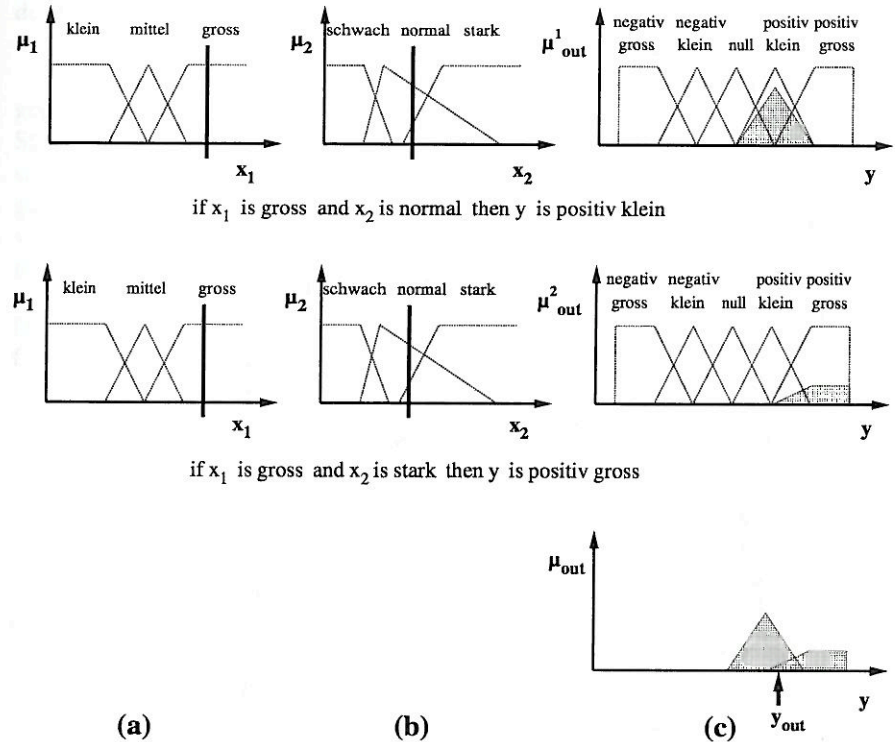 klein mittel gross
μ1
x1
schwach normal stark
μ2
x2
negativ negativ positiv positiv
gross klein null klein gross
μ1out
y
if x1 is gross and x2 is normal then y is positiv klein
klein mittel gross
μ1
x1
schwach normal stark
μ2
x2
negativ negativ positiv positiv
gross klein null klein gross
μ2out
y
if x1 is gross and x2 is stark then y is positiv gross
μout
y
yout
(a) (b) (c)